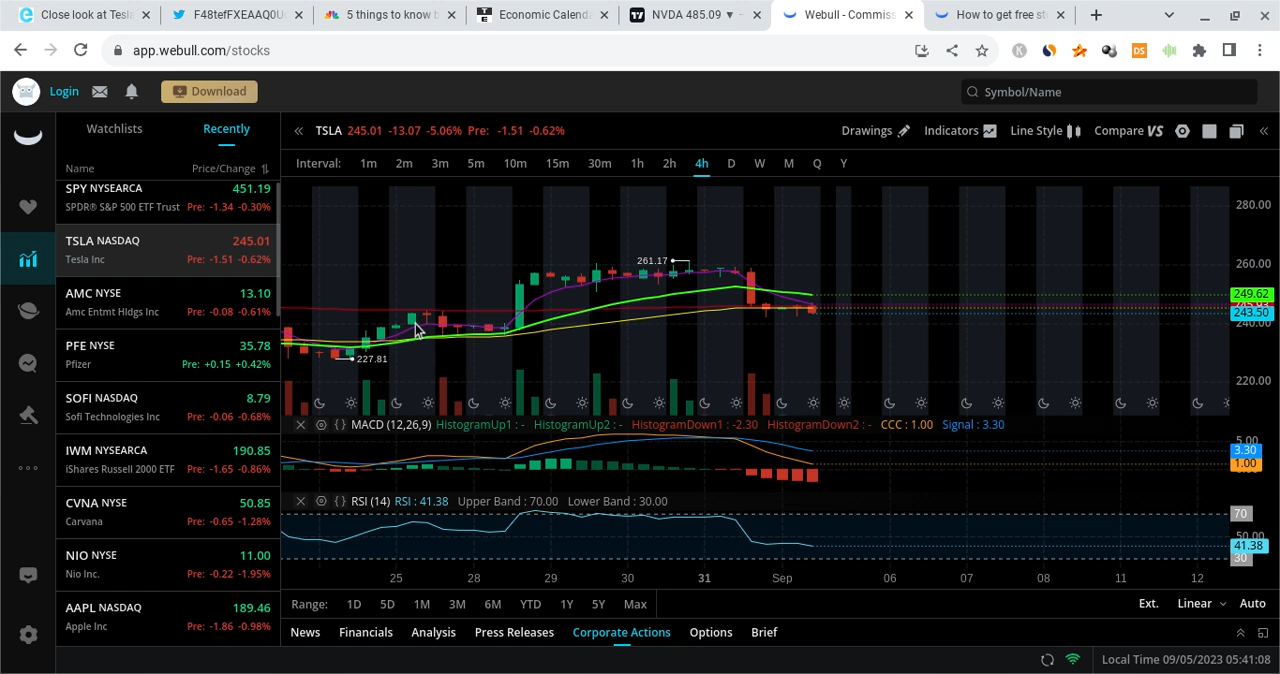 Close look at Tesla
F48tefFXEAAQ0U
5 things to know b
Economic Calenda
NVDA 485.09 ▼ −
Webull - Commiss
How to get free sto
app.webull.com/stocks
Login
Download
Symbol/Name
Watchlists
Recently
TSLA 245.01 -13.07 -5.06% Pre: -1.51 -0.62%
Drawings
Indicators
Line Style
Compare VS
Interval: 1m 2m 3m 5m 10m 15m 30m 1h 2h 4h D W M Q Y
Name Price/Change
SPY NYSEARCA 451.19
SPDR® S&P 500 ETF Trust Pre: -1.34 -0.30%
TSLA NASDAQ 245.01
Tesla Inc Pre: -1.51 -0.62%
AMC NYSE 13.10
Amc Entmt Hldgs Inc Pre: -0.08 -0.61%
PFE NYSE 35.78
Pfizer Pre: +0.15 +0.42%
SOFI NASDAQ 8.79
Sofi Technologies Inc Pre: -0.06 -0.68%
IWM NYSEARCA 190.85
iShares Russell 2000 ETF Pre: -1.65 -0.86%
CVNA NYSE 50.85
Carvana Pre: -0.65 -1.28%
NIO NYSE 11.00
Nio Inc. Pre: -0.22 -1.95%
AAPL NASDAQ 189.46
Apple Inc Pre: -1.86 -0.98%
280.00
261.17
260.00
249.62
243.50
240.00
227.81
220.00
MACD (12,26,9) HistogramUp1 : - HistogramUp2 : - HistogramDown1 : -2.30 HistogramDown2 : - CCC : 1.00 Signal : 3.30
5.00
3.30
1.00
RSI (14) RSI : 41.38 Upper Band : 70.00 Lower Band : 30.00
70
50.00
41.38
30
25 28 29 30 31 Sep 06 07 08 11 12
Range: 1D 5D 1M 3M 6M YTD 1Y 5Y Max
Ext. Linear Auto
News Financials Analysis Press Releases Corporate Actions Options Brief
Local Time 09/05/2023 05:41:08